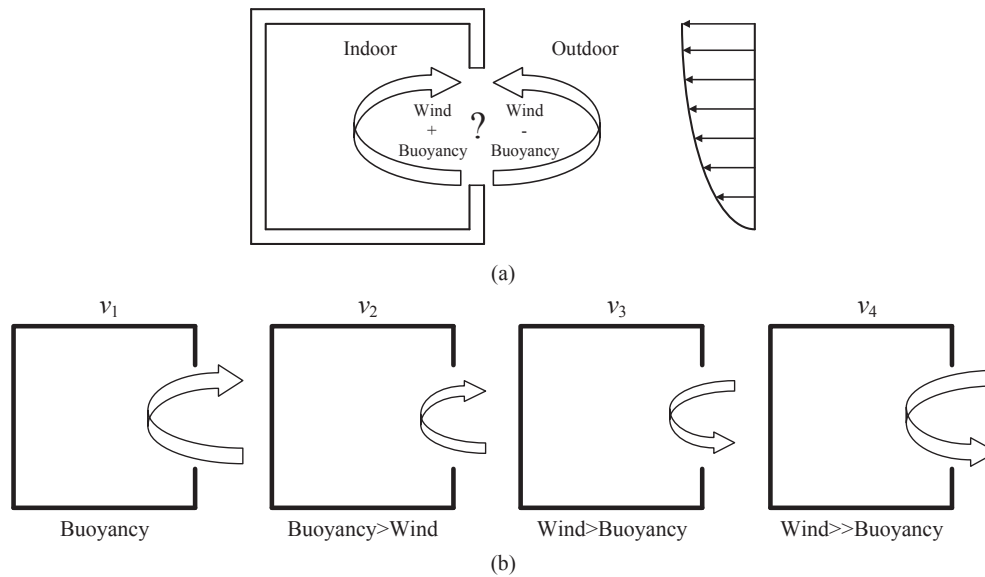 Indoor
Outdoor
Wind
+
Buoyancy
?
Wind
-
Buoyancy
(a)
v1
v2
v3
v4
Buoyancy
Buoyancy>Wind
Wind>Buoyancy
Wind>>Buoyancy
(b)